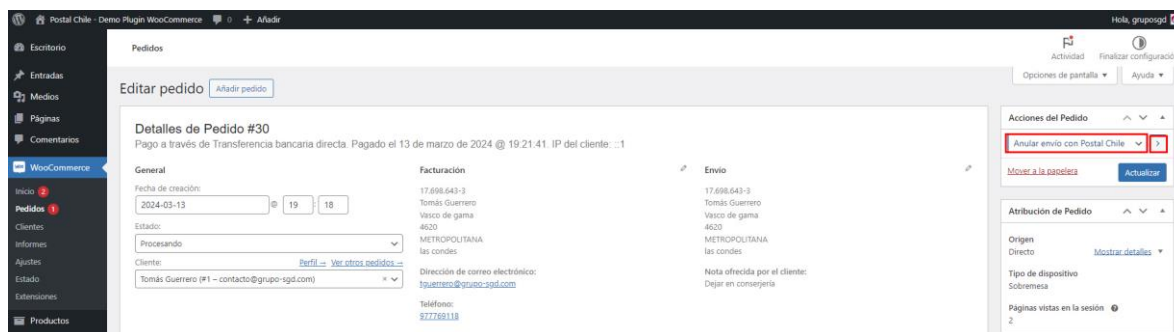 Postal Chile - Demo Plugin WooCommerce 0 + Añadir
Hola, gruposgd
Escritorio
Entradas
Medios
Páginas
Comentarios
WooCommerce
Inicio 2
Pedidos 1
Clientes
Informes
Ajustes
Estado
Extensiones
Productos
Pedidos
Actividad
Finalizar configuració
Opciones de pantalla ▼
Ayuda ▼
Editar pedido
Añadir pedido
Detalles de Pedido #30
Pago a través de Transferencia bancaria directa. Pagado el 13 de marzo de 2024 @ 19:21:41. IP del cliente: ::1
General
Fecha de creación:
2024-03-13 @ 19 : 18
Estado:
Procesando
Cliente: Perfil → Ver otros pedidos →
Tomás Guerrero (#1 – contacto@grupo-sgd.com) ×
Facturación
17.698.643-3
Tomás Guerrero
Vasco de gama
4620
METROPOLITANA
las condes
Dirección de correo electrónico:
tguerrero@grupo-sgd.com
Teléfono:
977769118
Envío
17.698.643-3
Tomás Guerrero
Vasco de gama
4620
METROPOLITANA
las condes
Nota ofrecida por el cliente:
Dejar en conserjería
Acciones del Pedido
Anular envío con Postal Chile
Mover a la papelera
Actualizar
Atribución de Pedido
Origen
Directo Mostrar detalles ▼
Tipo de dispositivo
Sobremesa
Páginas vistas en la sesión
2